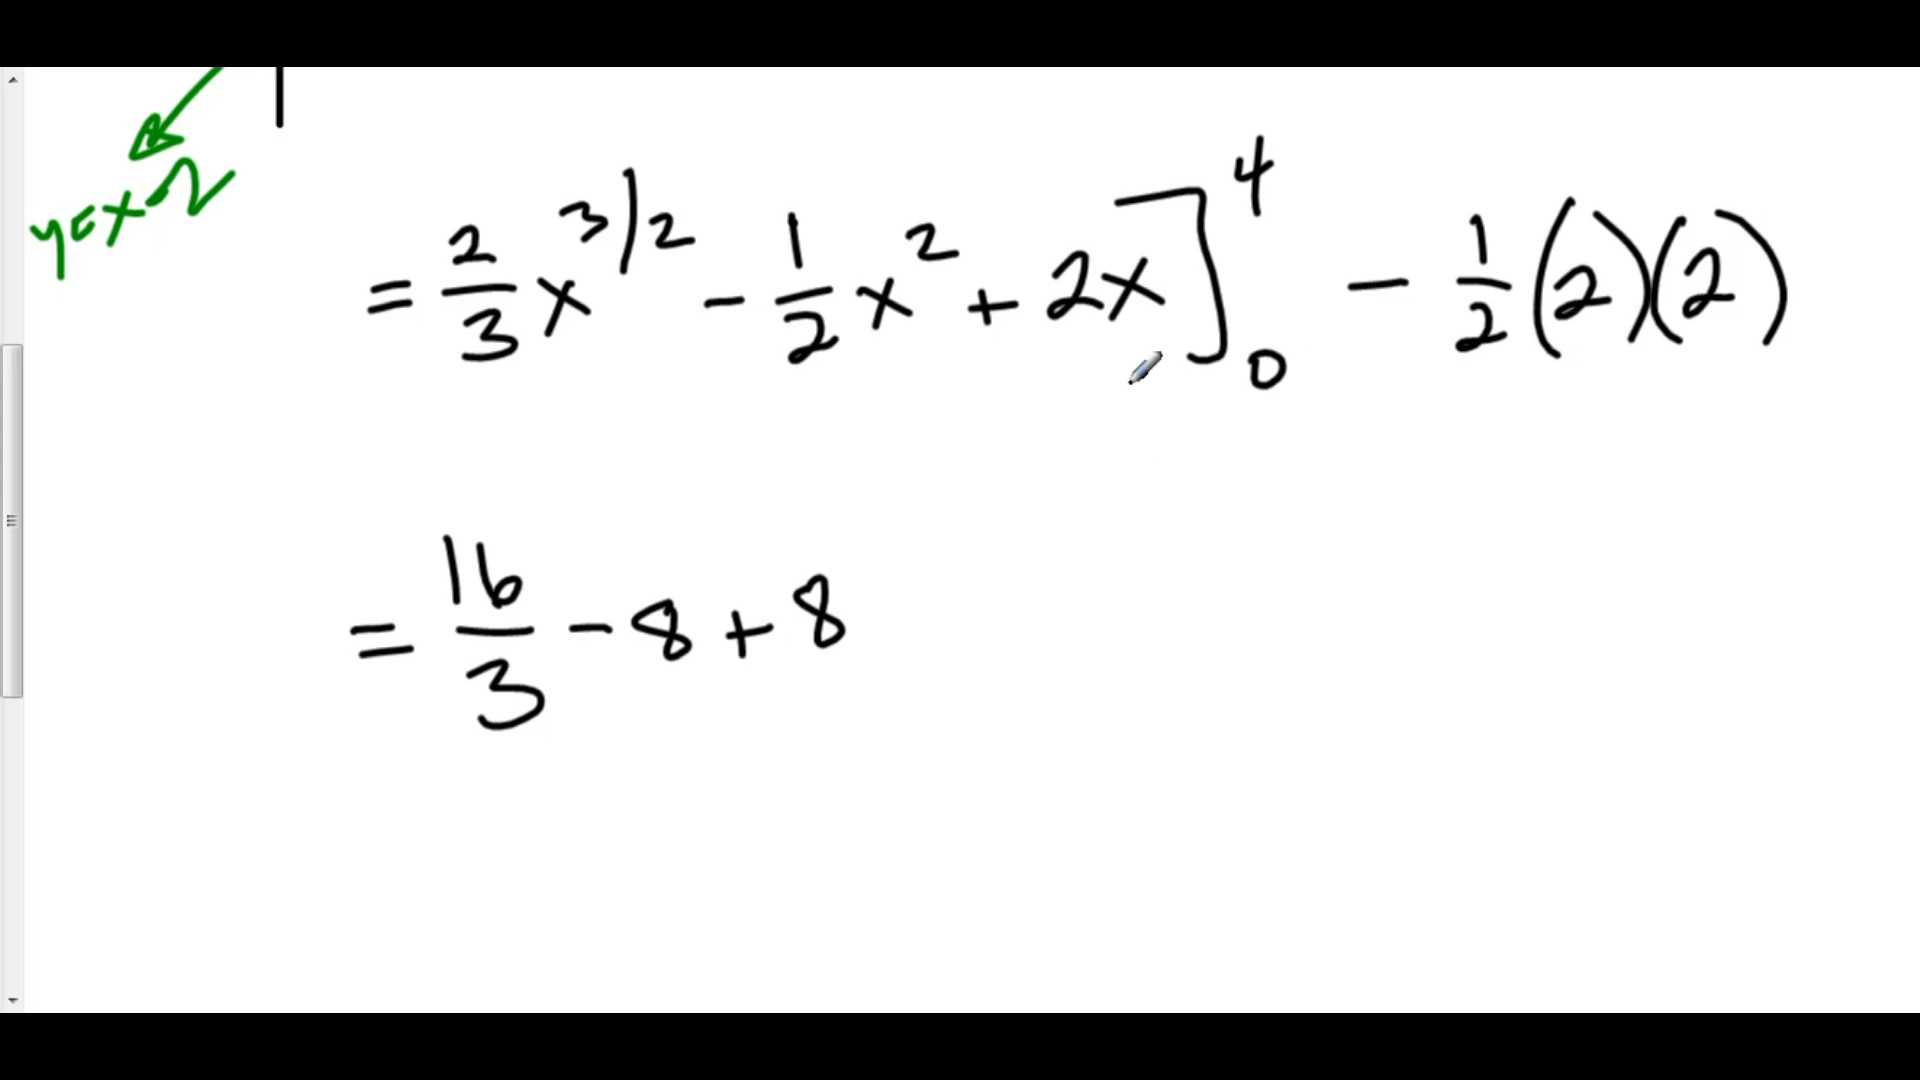 y=x-2
= 2/3 x^3/2 - 1/2 x^2 + 2x ]_0^4 - 1/2 (2)(2)
= 16/3 - 8 + 8